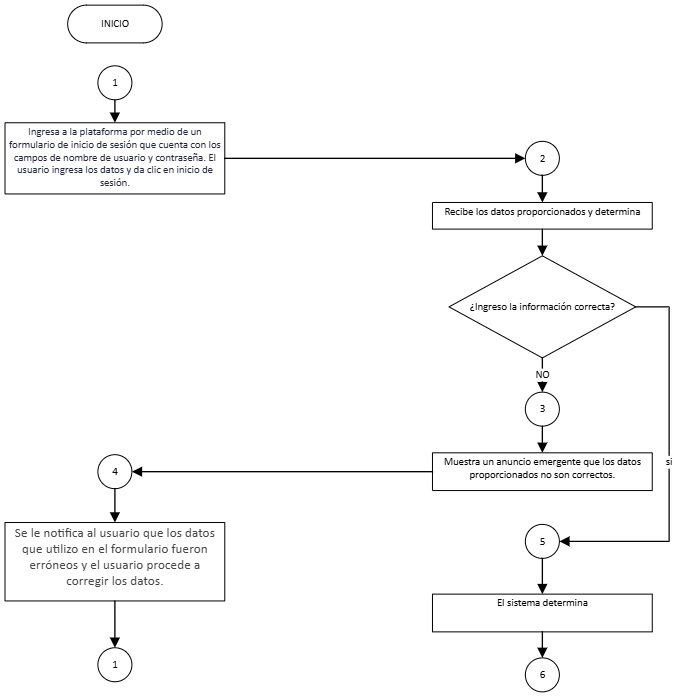 INICIO
1
Ingresa a la plataforma por medio de un
formulario de inicio de sesión que cuenta con los
campos de nombre de usuario y contraseña. El
usuario ingresa los datos y da clic en inicio de
sesión.
2
Recibe los datos proporcionados y determina
¿Ingreso la información correcta?
NO
3
Muestra un anuncio emergente que los datos
proporcionados no son correctos.
si
4
Se le notifica al usuario que los datos
que utilizo en el formulario fueron
erróneos y el usuario procede a
corregir los datos.
1
5
El sistema determina
6